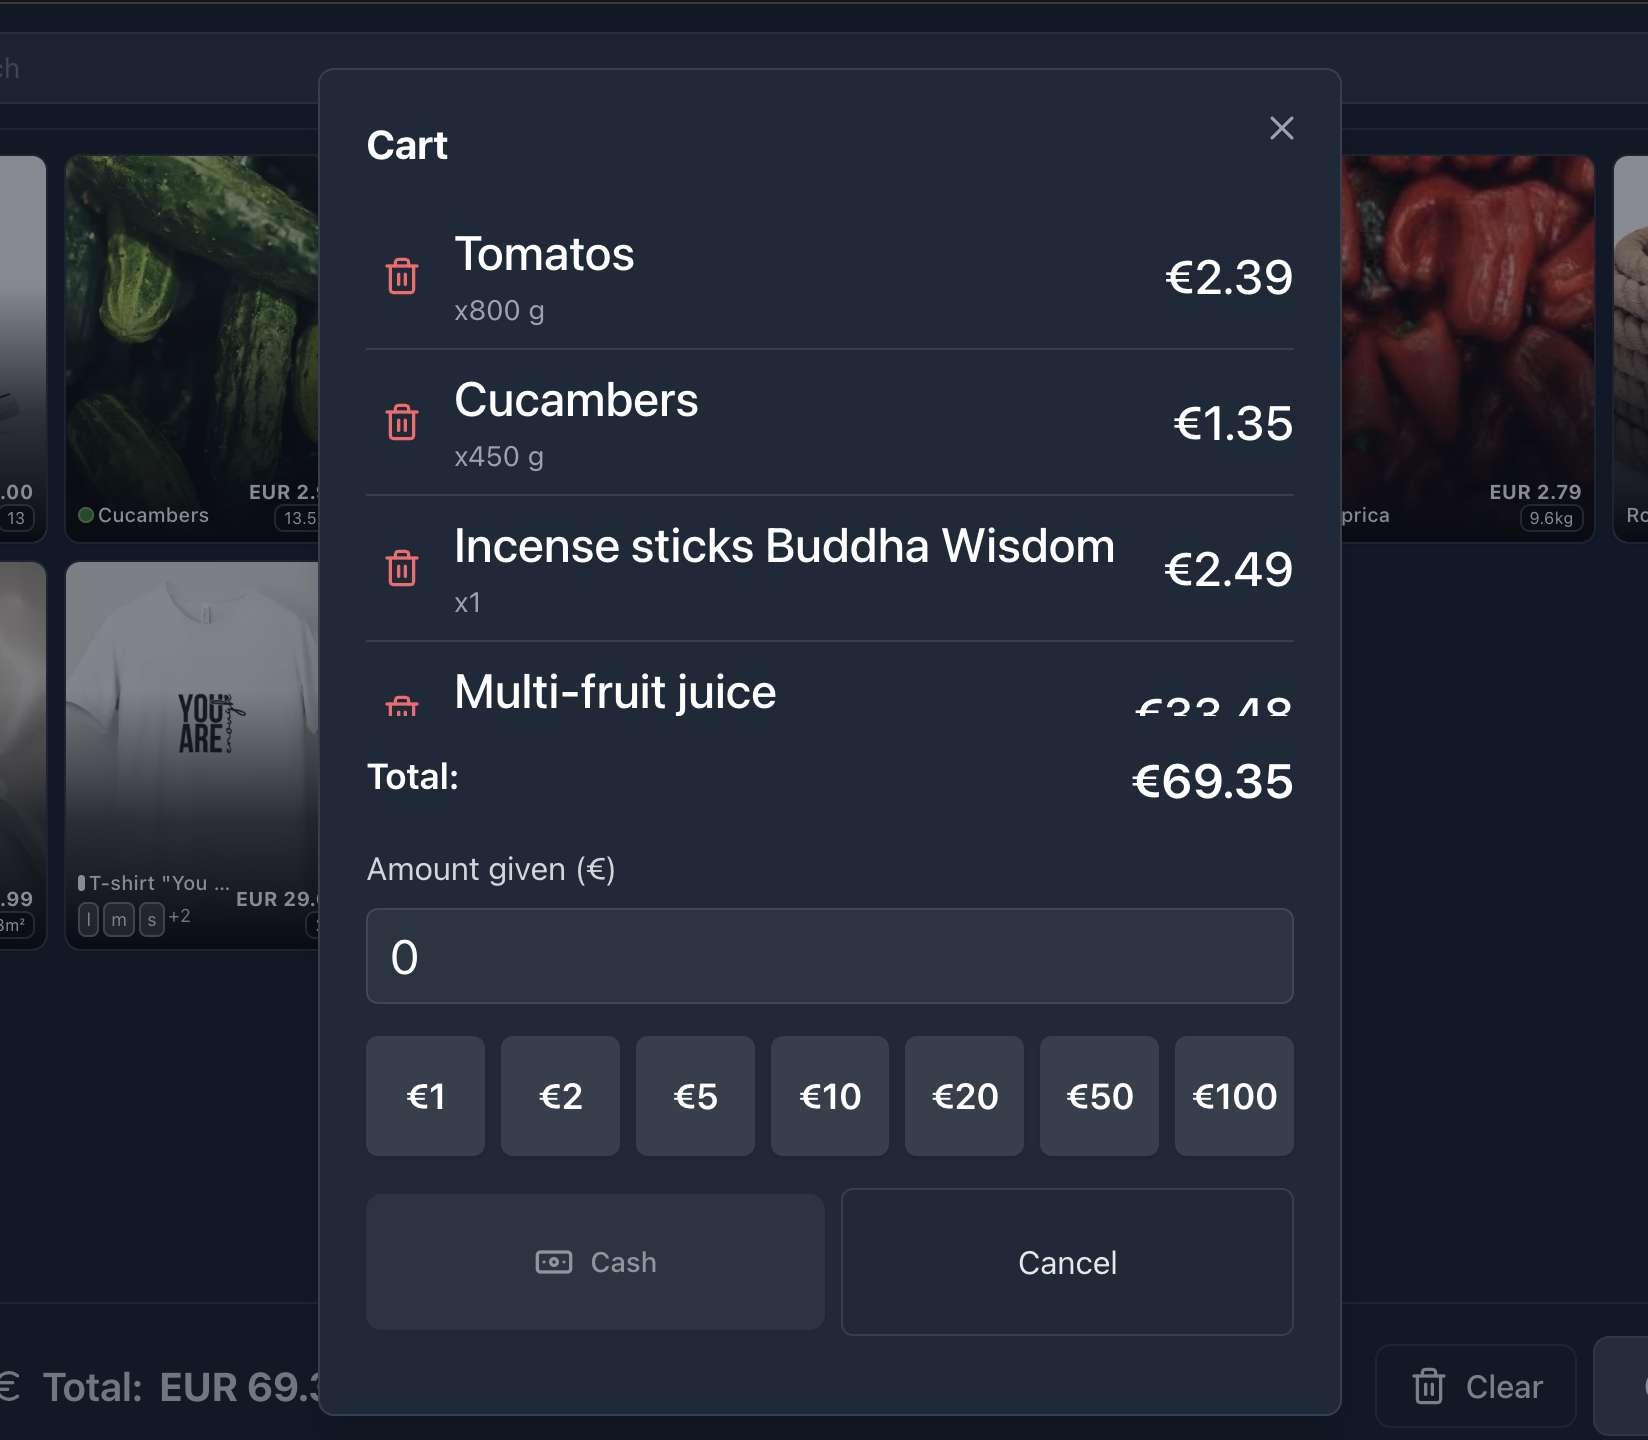 ch
Cart
Tomatos
x800 g
€2.39
Cucambers
x450 g
€1.35
Incense sticks Buddha Wisdom
x1
€2.49
Multi-fruit juice
€33.48
Total:
€69.35
Amount given (€)
0
€1
€2
€5
€10
€20
€50
€100
Cash
Cancel
.00
13
EUR 2.9
Cucambers
13.5
EUR 2.79
prica
9.6kg
Ro
YOU
ARE
.99
3m²
T-shirt "You ...
EUR 29.
l m s +2
€ Total: EUR 69.3
Clear